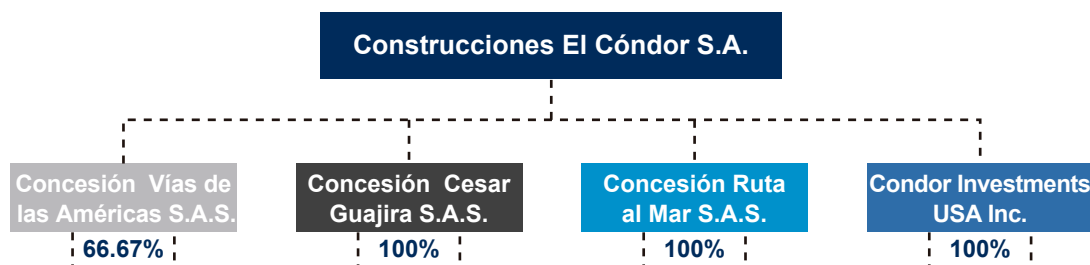 Construcciones El Cóndor S.A.
Concesión Vías de
las Américas S.A.S.
66.67%
Concesión Cesar
Guajira S.A.S.
100%
Concesión Ruta
al Mar S.A.S.
100%
Condor Investments
USA Inc.
100%